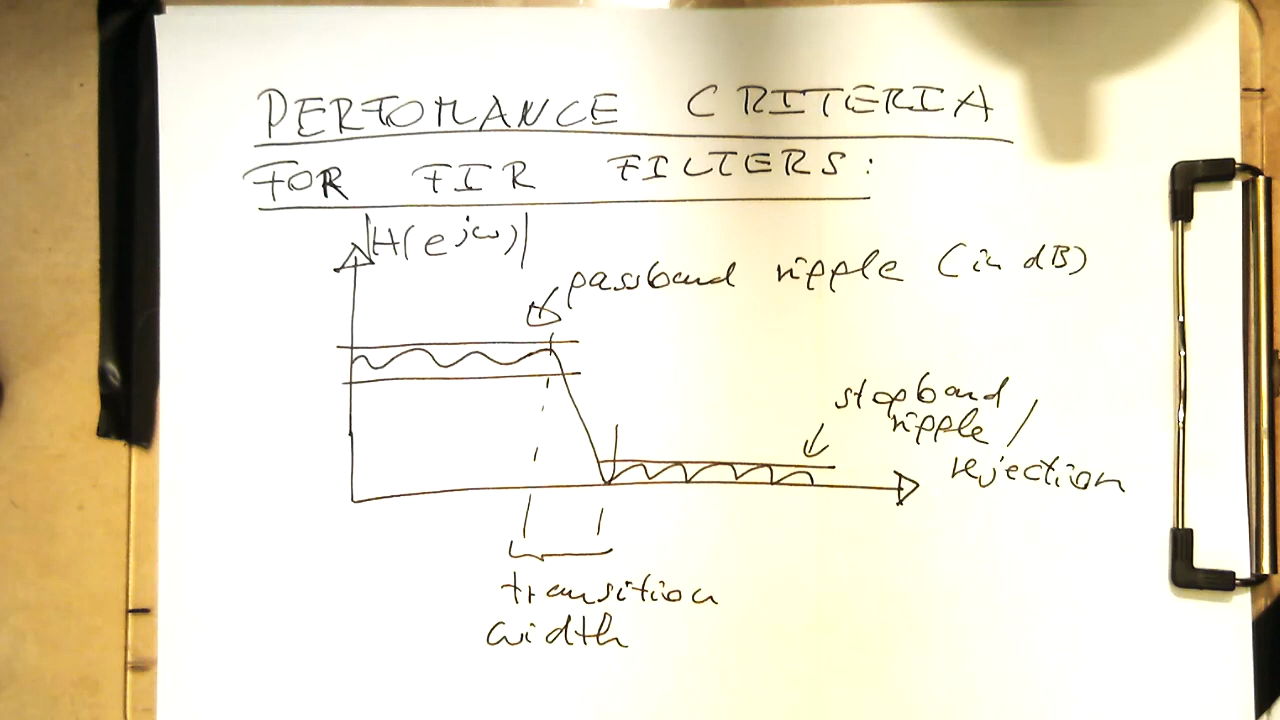 PERFOMANCE CRITERIA
FOR FIR FILTERS:
|H(e^jω)|
passband ripple (in dB)
stopband
ripple /
rejection
transition
width